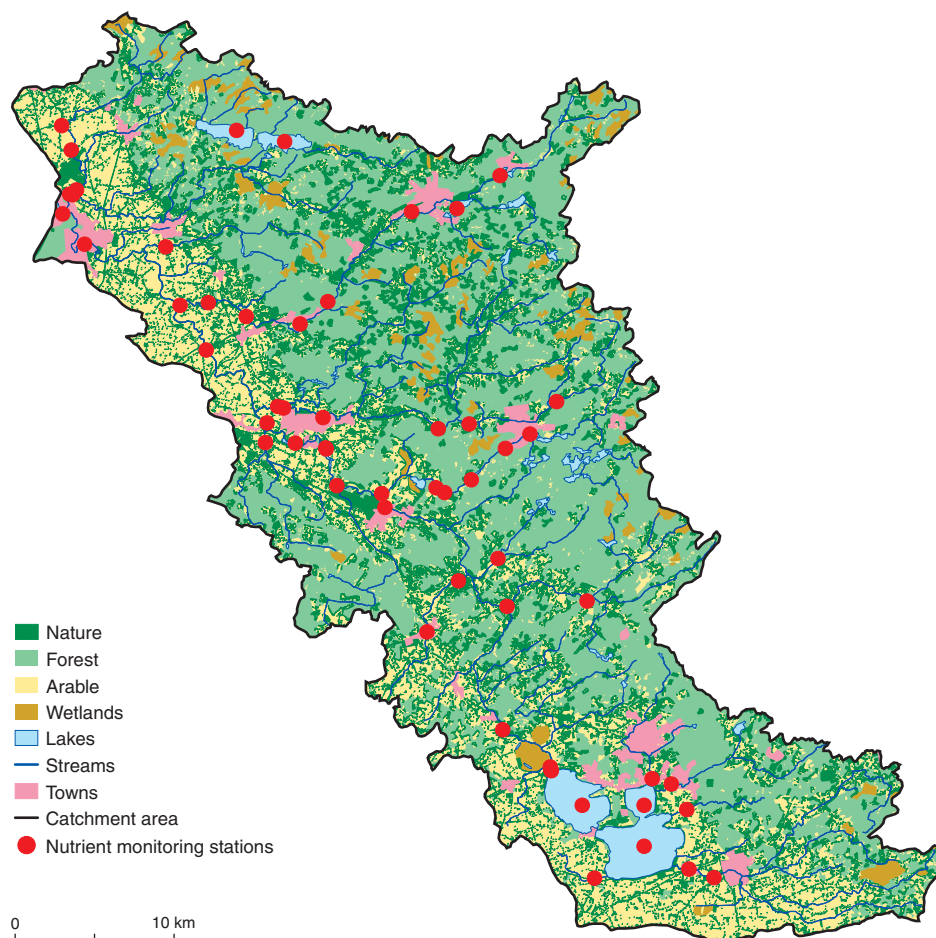 Nature
Forest
Arable
Wetlands
Lakes
Streams
Towns
Catchment area
Nutrient monitoring stations
0 10 km